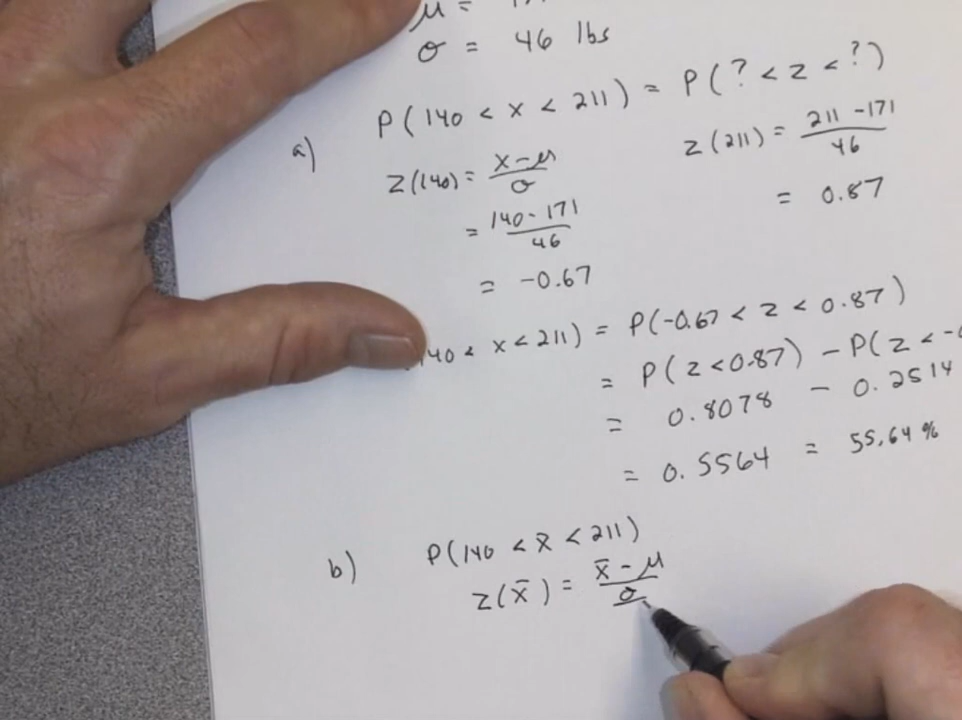 μ =
σ = 46 lbs
a) P(140 < x < 211) = P(? < z < ?)
z(140) = x-μ/σ
= 140-171/46
= -0.67
z(211) = 211-171/46
= 0.87
140 < x < 211) = P(-0.67 < z < 0.87)
= P(z < 0.87) - P(z < -0
= 0.8078 - 0.2514
= 0.5564 = 55.64%
b) P(140 < x̄ < 211)
z(x̄) = x̄-μ/σ